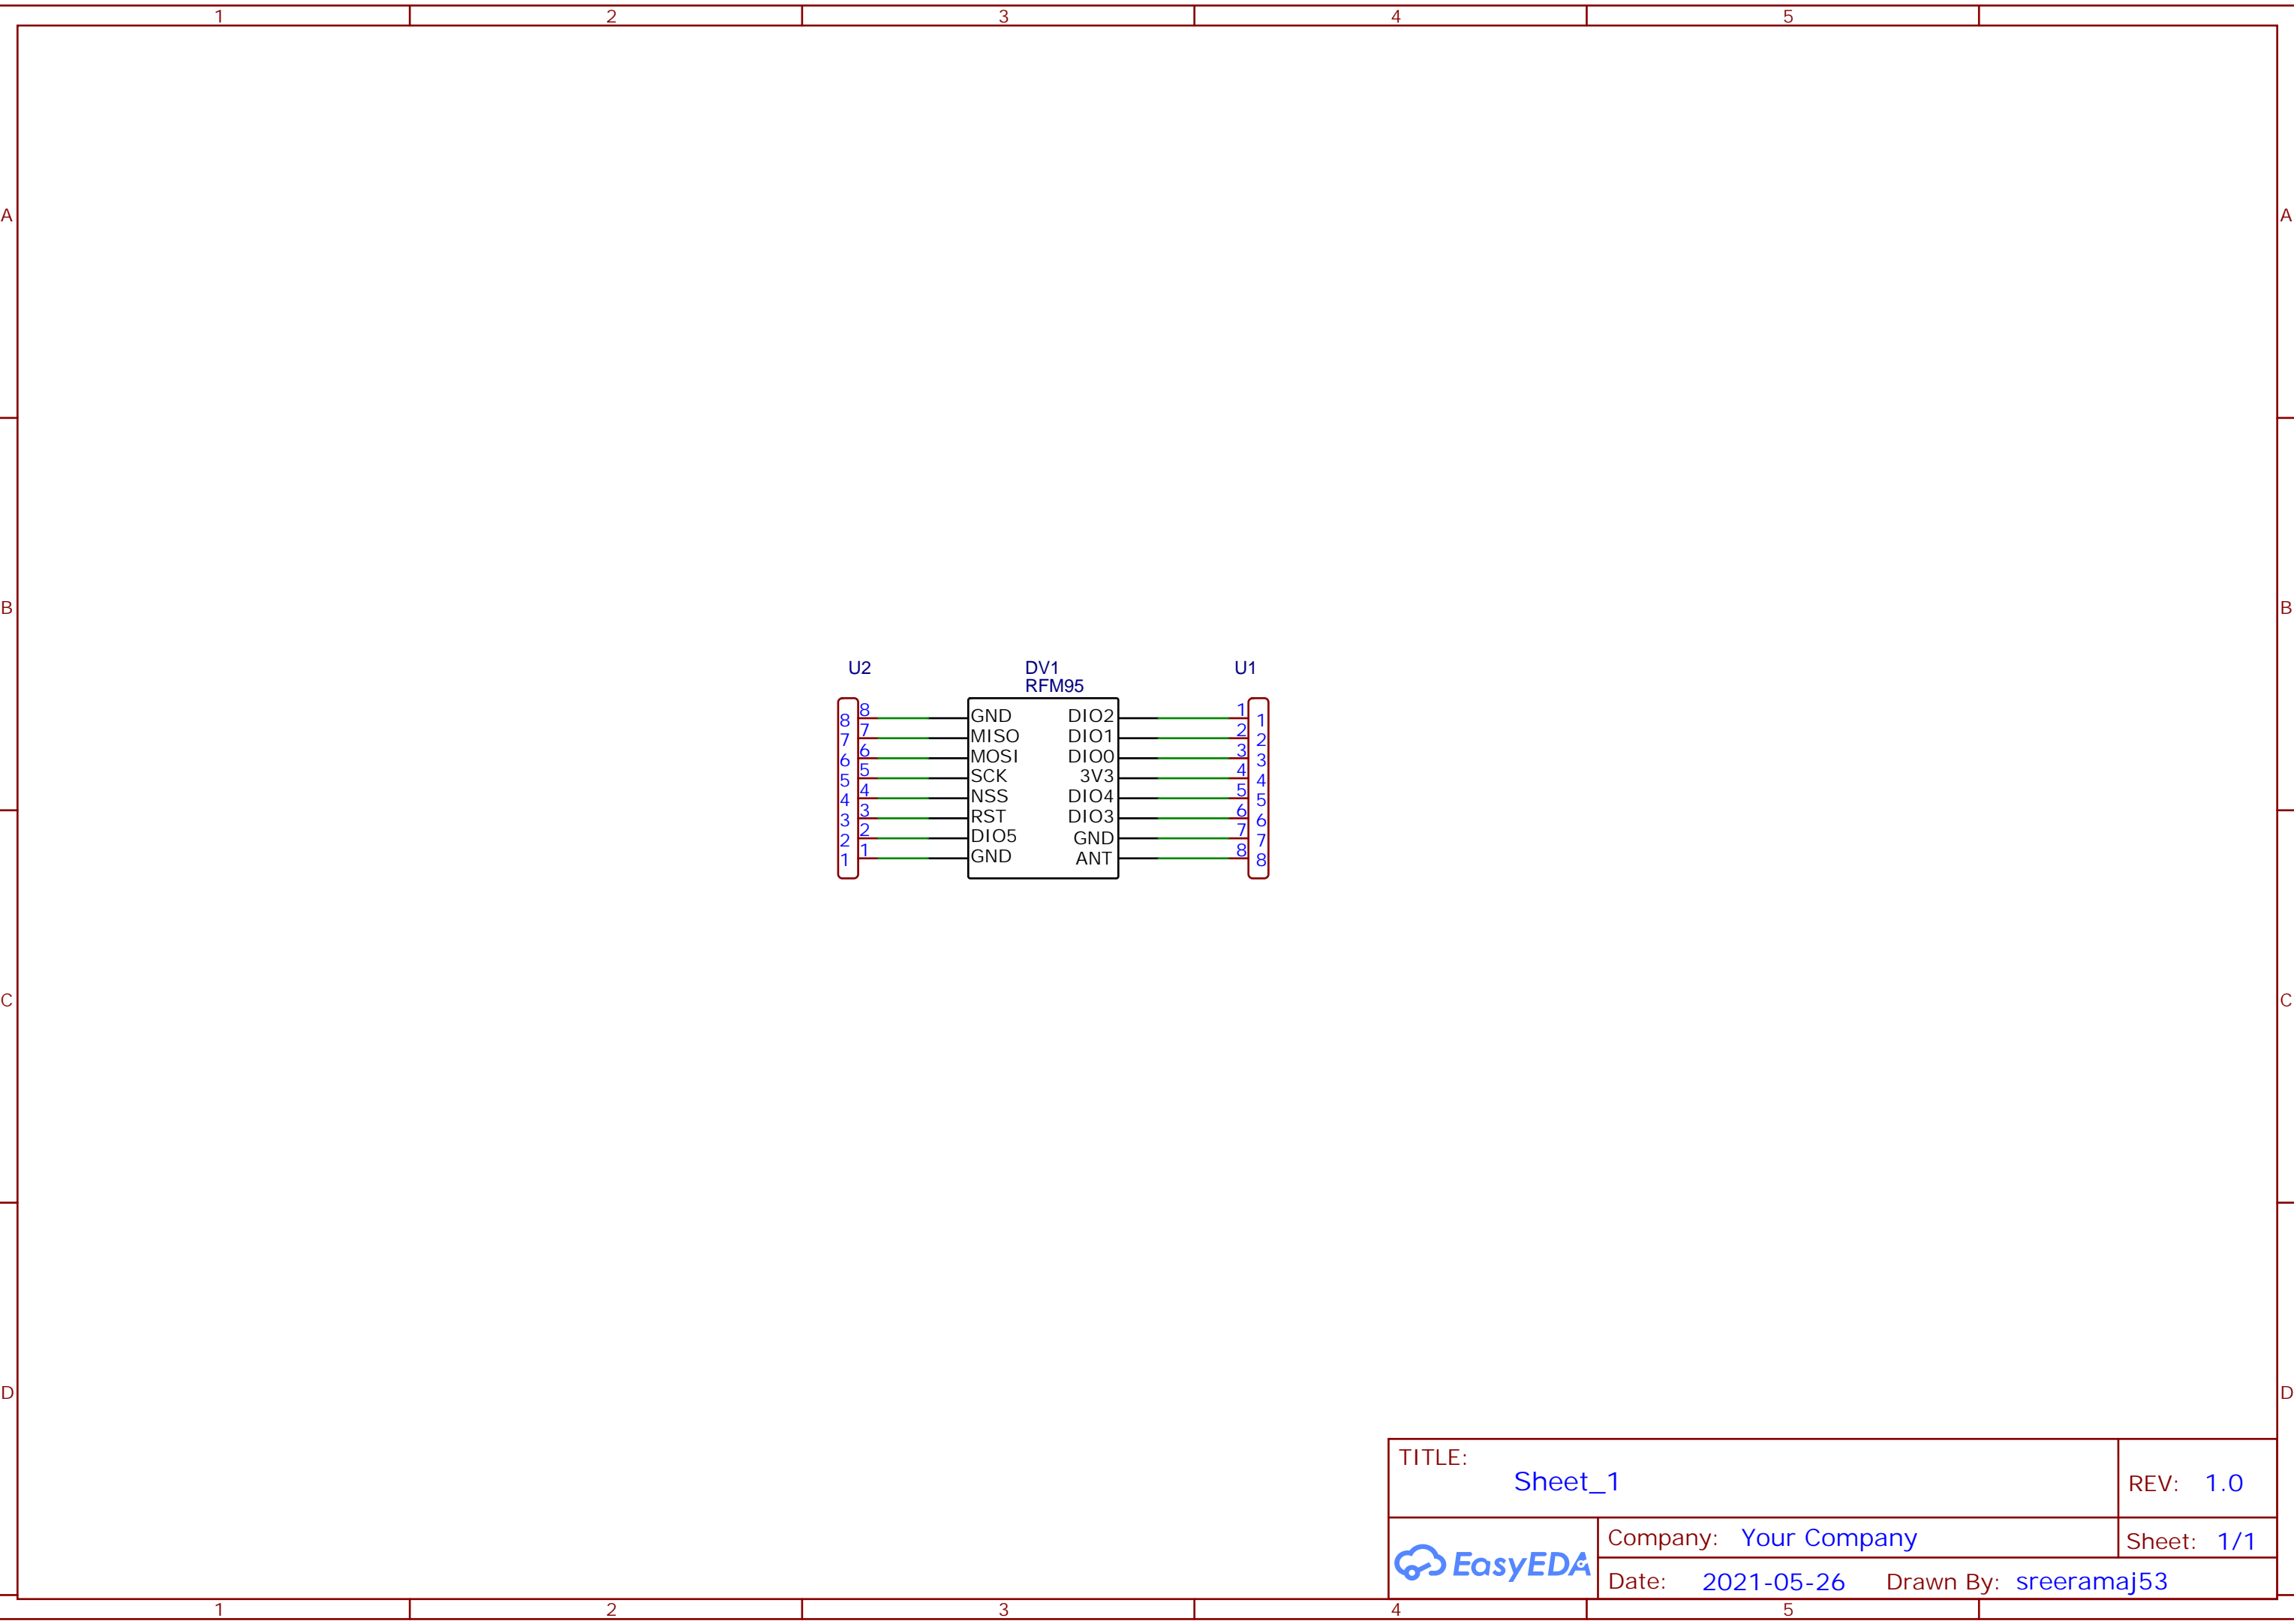 1 2 3 4 5
A A
B B
U2 DV1 U1
RFM95
8 8 GND DIO2 1 1
7 7 MISO DIO1 2 2
6 6 MOSI DIO0 3 3
5 5 SCK 3V3 4 4
4 4 NSS DIO4 5 5
3 3 RST DIO3 6 6
2 2 DIO5 GND 7 7
1 1 GND ANT 8 8
C C
D D
TITLE:
Sheet_1
REV: 1.0
EasyEDA
Company: Your Company
Sheet: 1/1
Date: 2021-05-26 Drawn By: sreeramaj53
1 2 3 4 5